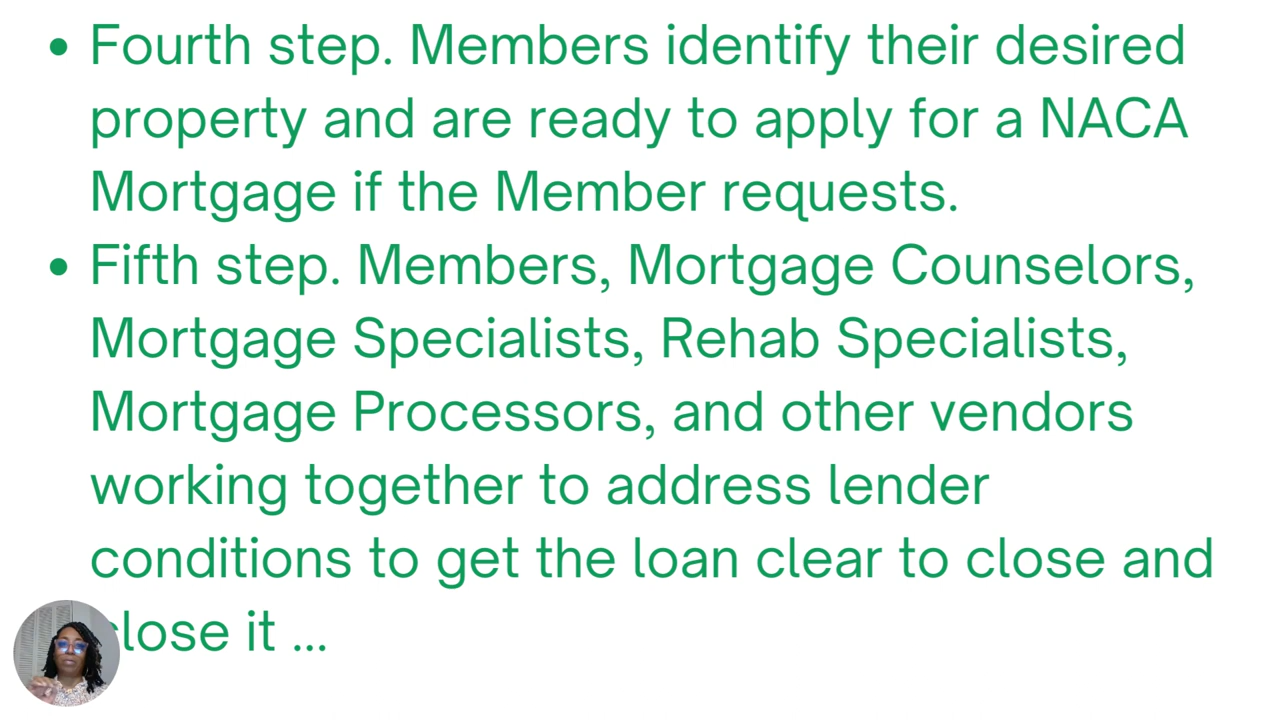 • Fourth step. Members identify their desired
property and are ready to apply for a NACA
Mortgage if the Member requests.
• Fifth step. Members, Mortgage Counselors,
Mortgage Specialists, Rehab Specialists,
Mortgage Processors, and other vendors
working together to address lender
conditions to get the loan clear to close and
close it ...